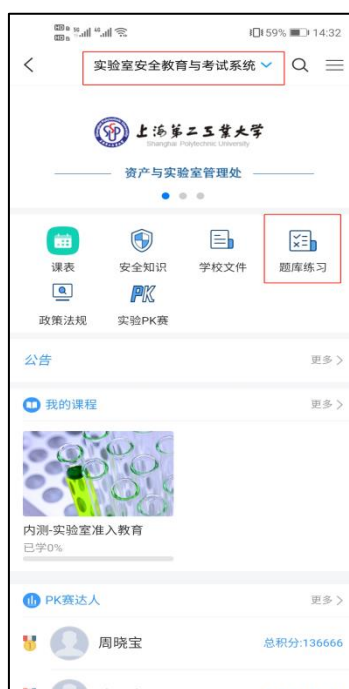 59% 14:32
实验室安全教育与考试系统
上海第二工业大学
Shanghai Polytechnic University
资产与实验室管理处
课表 安全知识 学校文件 题库练习
政策法规 实验PK赛
公告 更多 >
我的课程 更多 >
内测-实验室准入教育
已学0%
PK赛达人 更多 >
周晓宝 总积分:136666